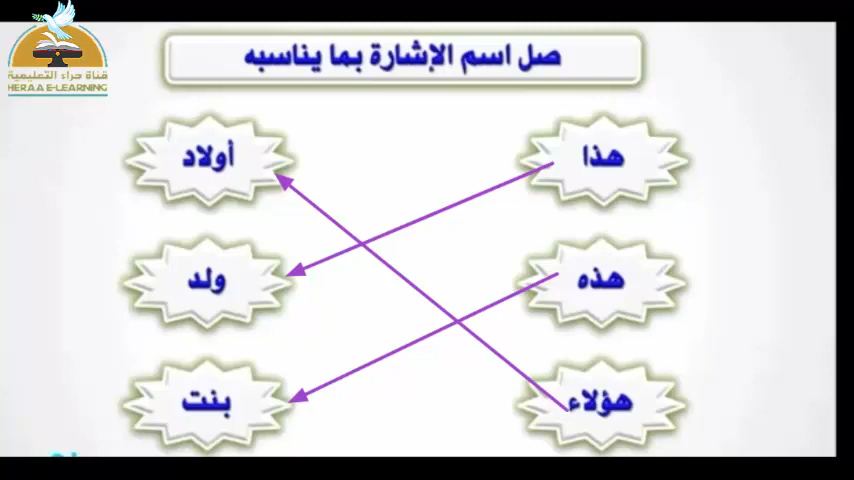 قناة حراء التعليمية
HERAA E-LEARNING
صل اسم الإشارة بما يناسبه
هذا
أولاد
هذه
ولد
هؤلاء
بنت